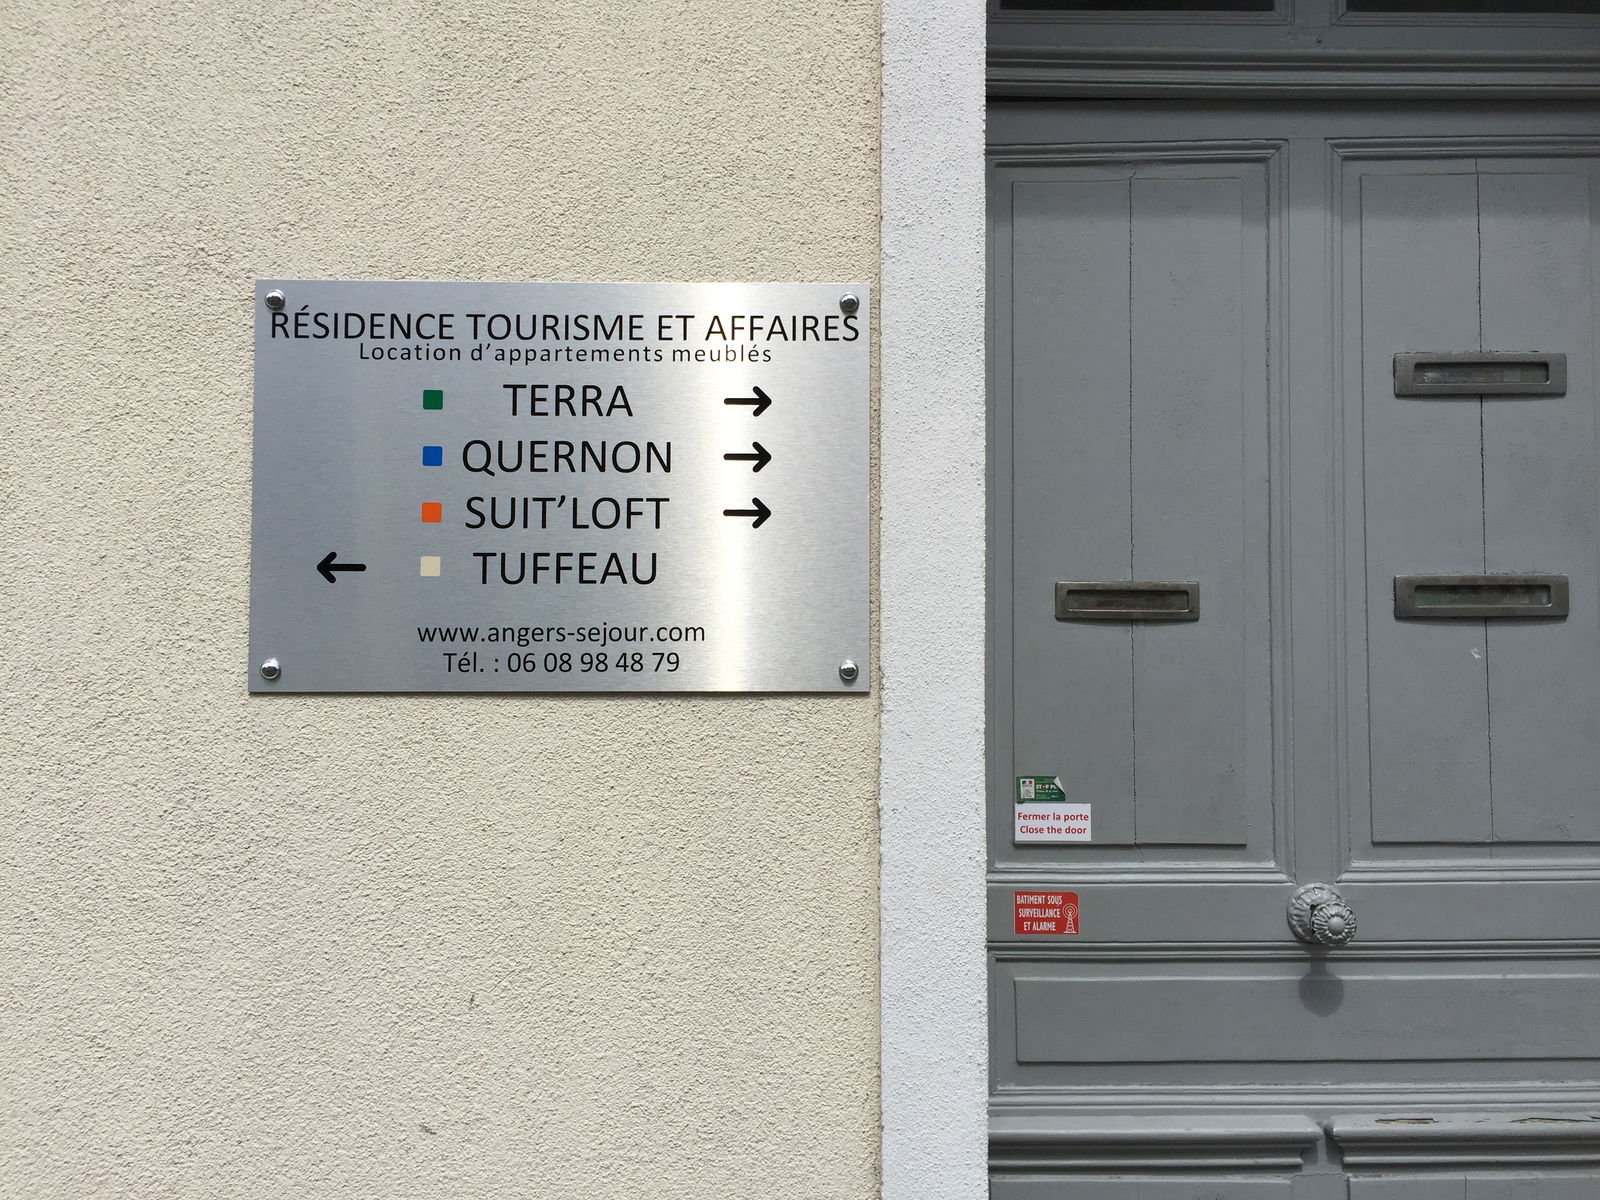 RÉSIDENCE TOURISME ET AFFAIRES
Location d'appartements meublés
TERRA →
QUERNON →
SUIT'LOFT →
← TUFFEAU
www.angers-sejour.com
Tél. : 06 08 98 48 79
STOP
Fermer la porte
Close the door
BATIMENT SOUS
SURVEILLANCE
ET ALARME